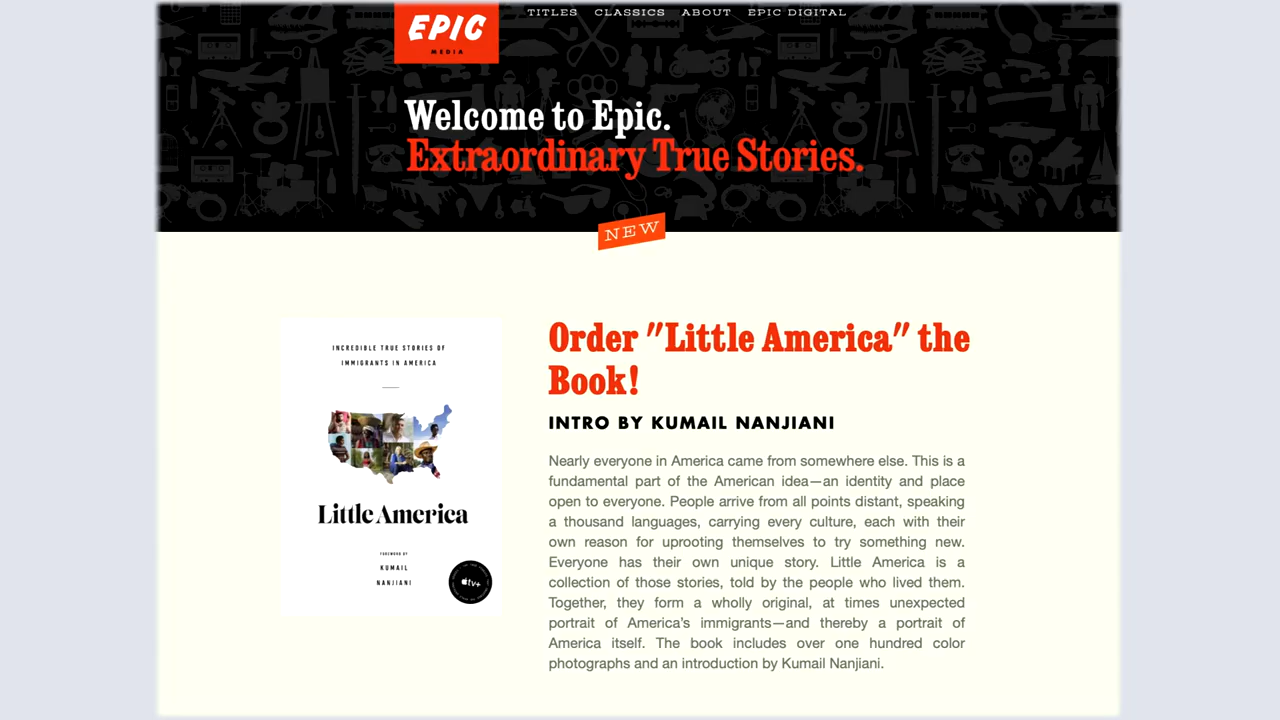 EPIC
MEDIA
TITLES CLASSICS ABOUT EPIC DIGITAL
Welcome to Epic.
Extraordinary True Stories.
NEW
INCREDIBLE TRUE STORIES OF
IMMIGRANTS IN AMERICA
Little America
FOREWORD BY
KUMAIL
NANJIANI
tv+
Order "Little America" the
Book!
INTRO BY KUMAIL NANJIANI
Nearly everyone in America came from somewhere else. This is a
fundamental part of the American idea—an identity and place
open to everyone. People arrive from all points distant, speaking
a thousand languages, carrying every culture, each with their
own reason for uprooting themselves to try something new.
Everyone has their own unique story. Little America is a
collection of those stories, told by the people who lived them.
Together, they form a wholly original, at times unexpected
portrait of America's immigrants—and thereby a portrait of
America itself. The book includes over one hundred color
photographs and an introduction by Kumail Nanjiani.